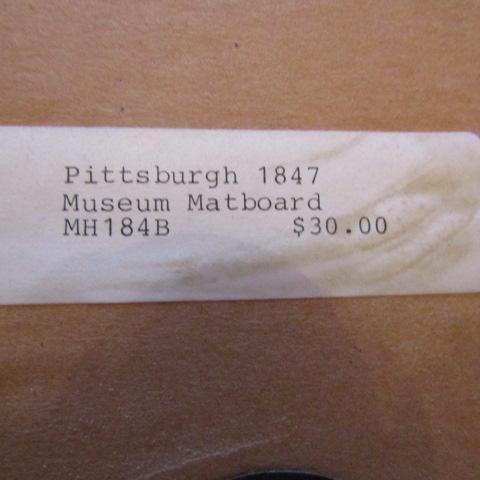 Pittsburgh 1847
Museum Matboard
MH184B $30.00